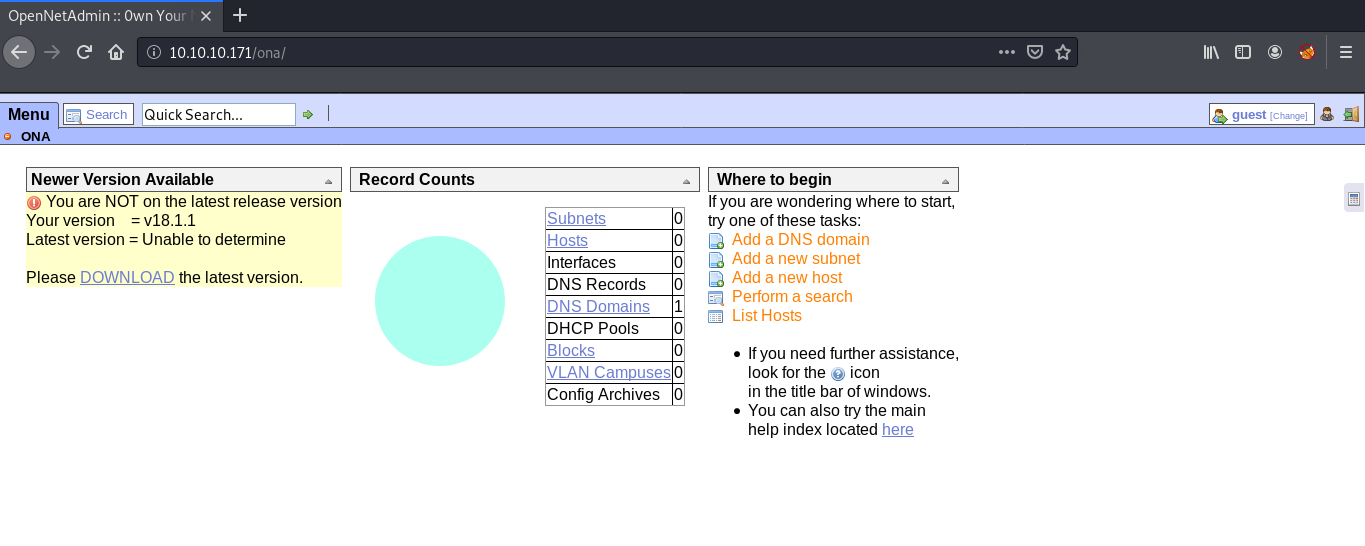 OpenNetAdmin :: 0wn Your
10.10.10.171/ona/
Menu Search Quick Search... guest [Change]
ONA
Newer Version Available
You are NOT on the latest release version
Your version = v18.1.1
Latest version = Unable to determine
Please DOWNLOAD the latest version.
Record Counts
Subnets 0
Hosts 0
Interfaces 0
DNS Records 0
DNS Domains 1
DHCP Pools 0
Blocks 0
VLAN Campuses 0
Config Archives 0
Where to begin
If you are wondering where to start,
try one of these tasks:
Add a DNS domain
Add a new subnet
Add a new host
Perform a search
List Hosts
If you need further assistance,
look for the icon
in the title bar of windows.
You can also try the main
help index located here